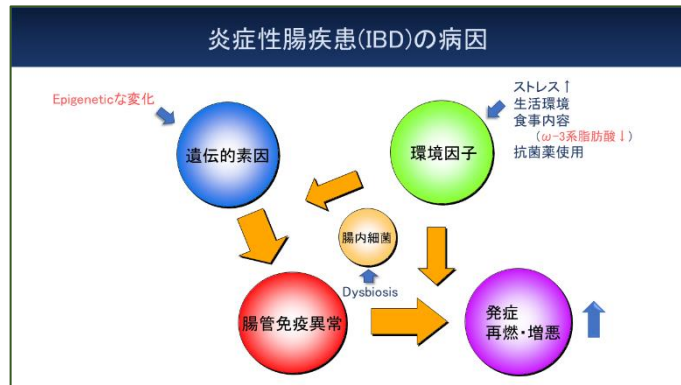 炎症性腸疾患(IBD)の病因
Epigeneticな変化
遺伝的素因
環境因子
ストレス↑
生活環境
食事内容
(ω-3系脂肪酸↓)
抗菌薬使用
腸内細菌
Dysbiosis
腸管免疫異常
発症
再燃・増悪